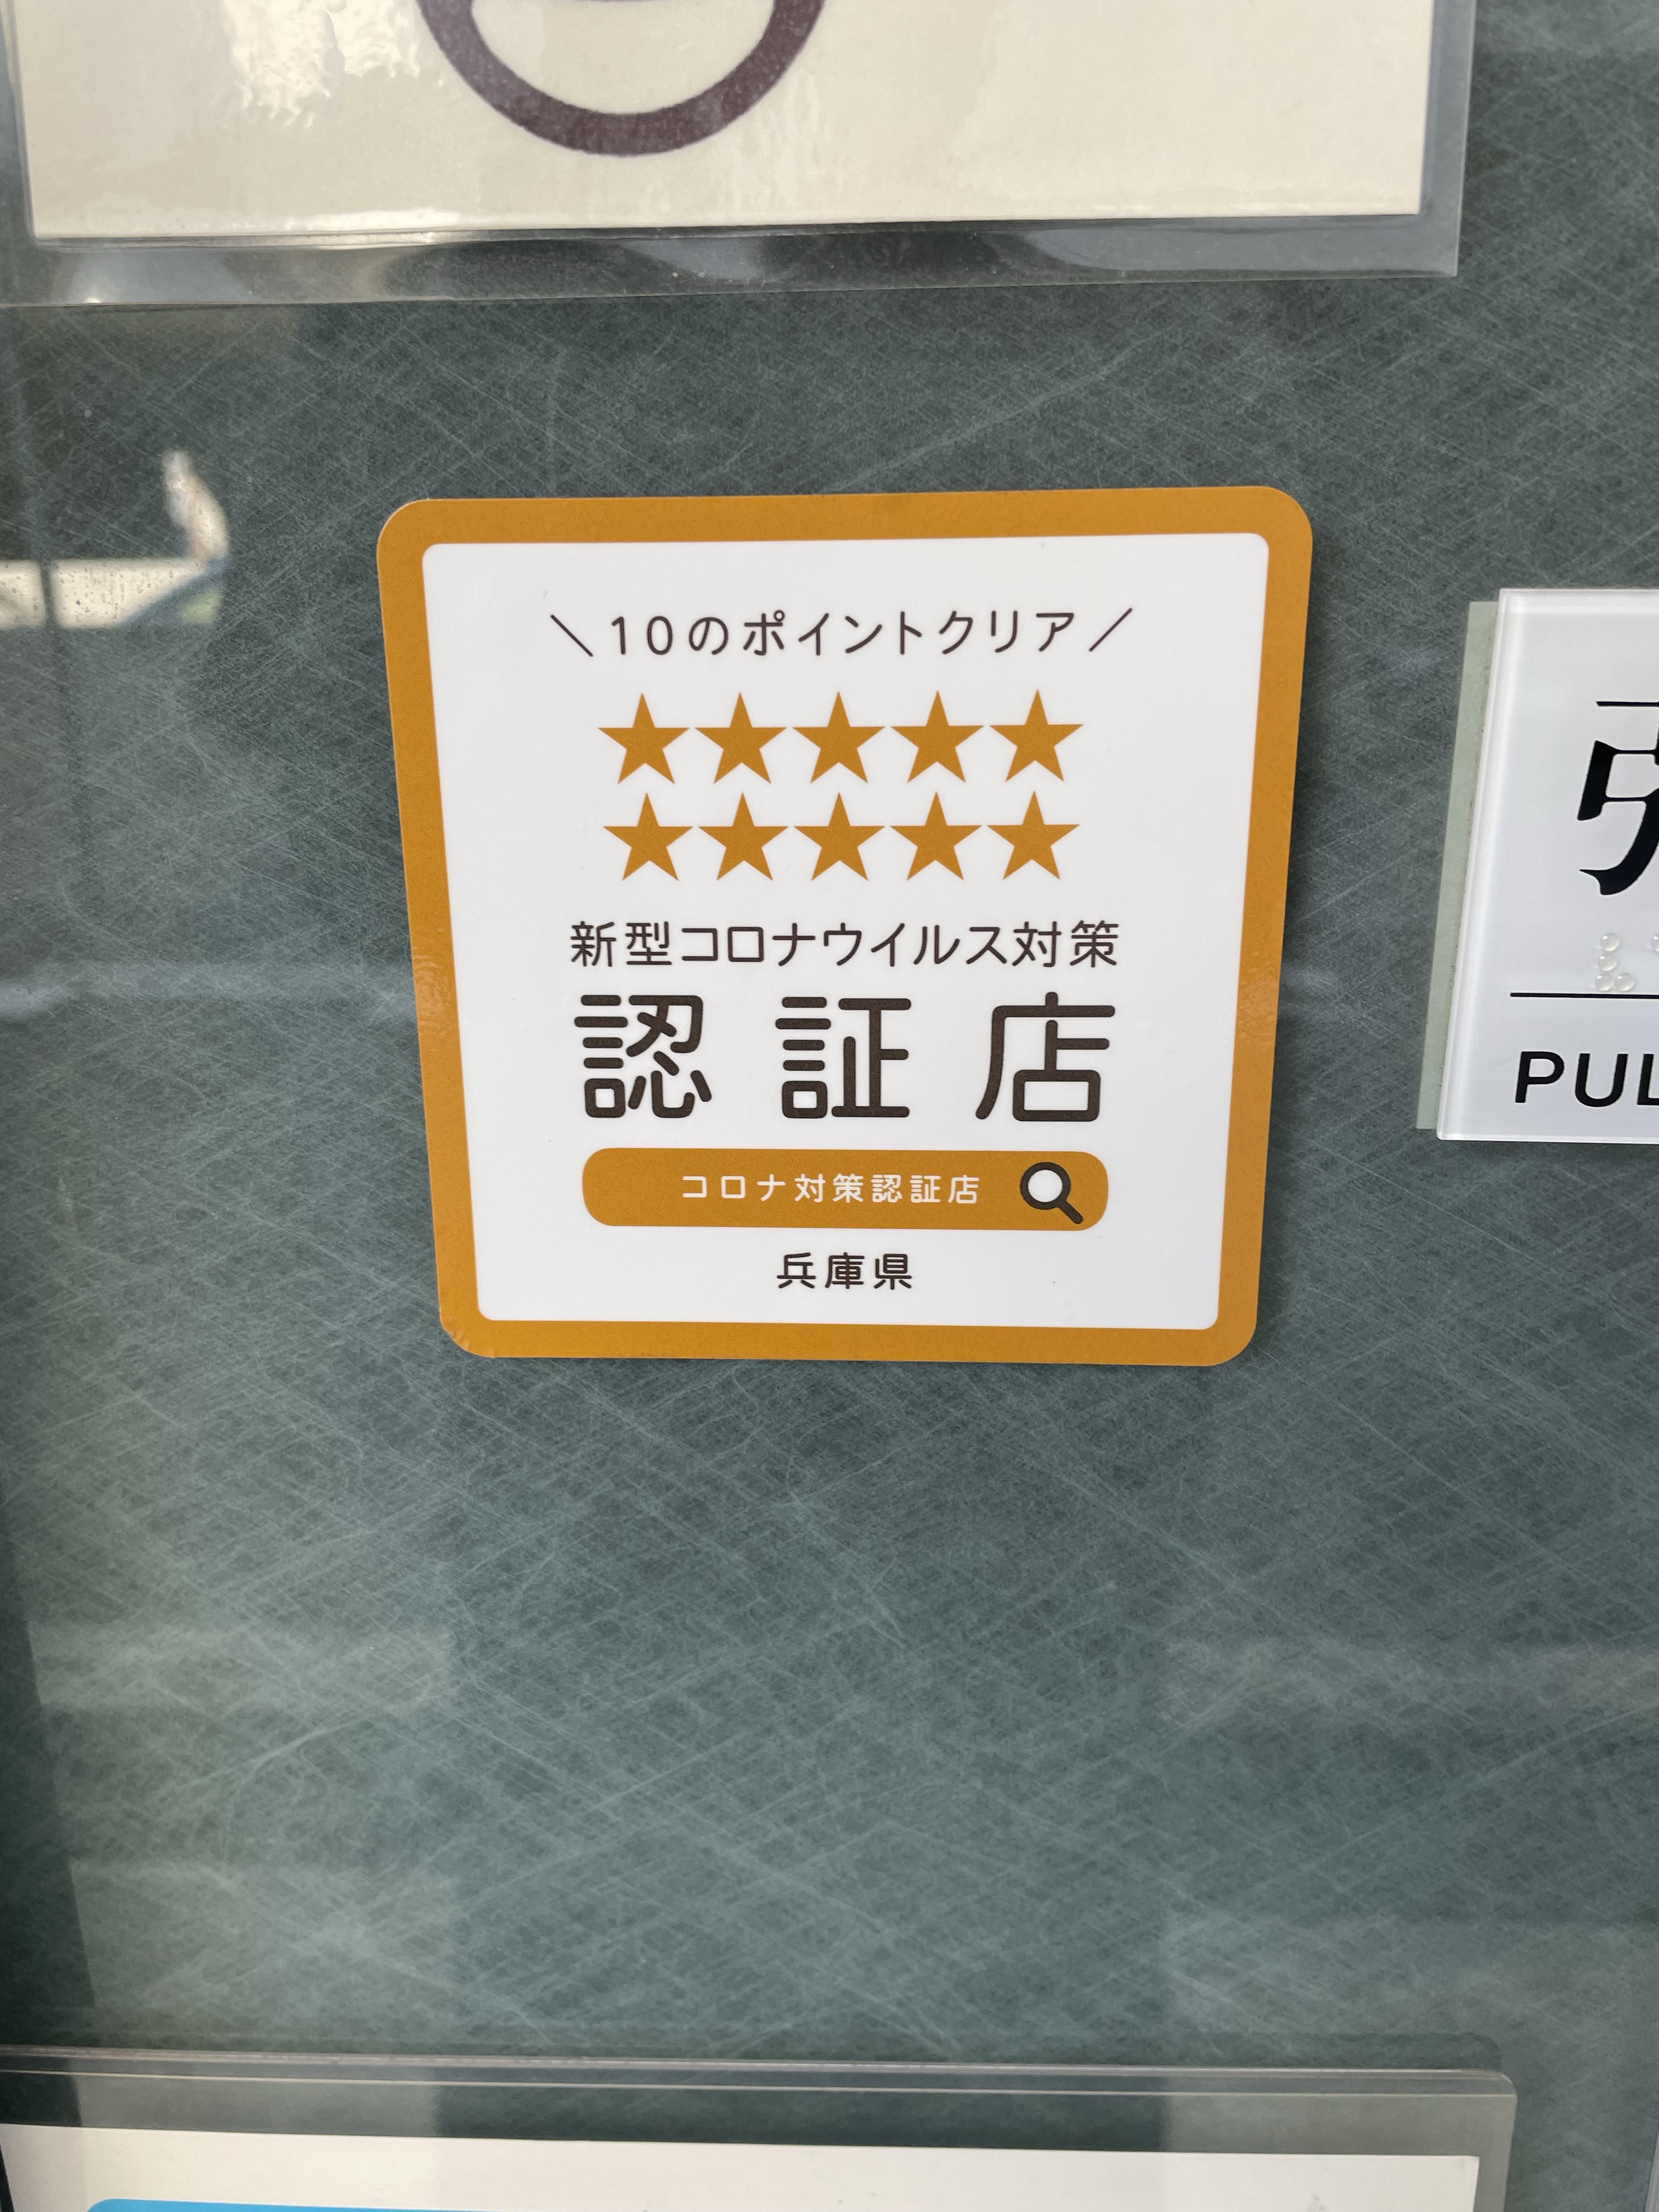 10のポイントクリア
★★★★★
★★★★★
新型コロナウイルス対策
認証店
コロナ対策認証店
兵庫県